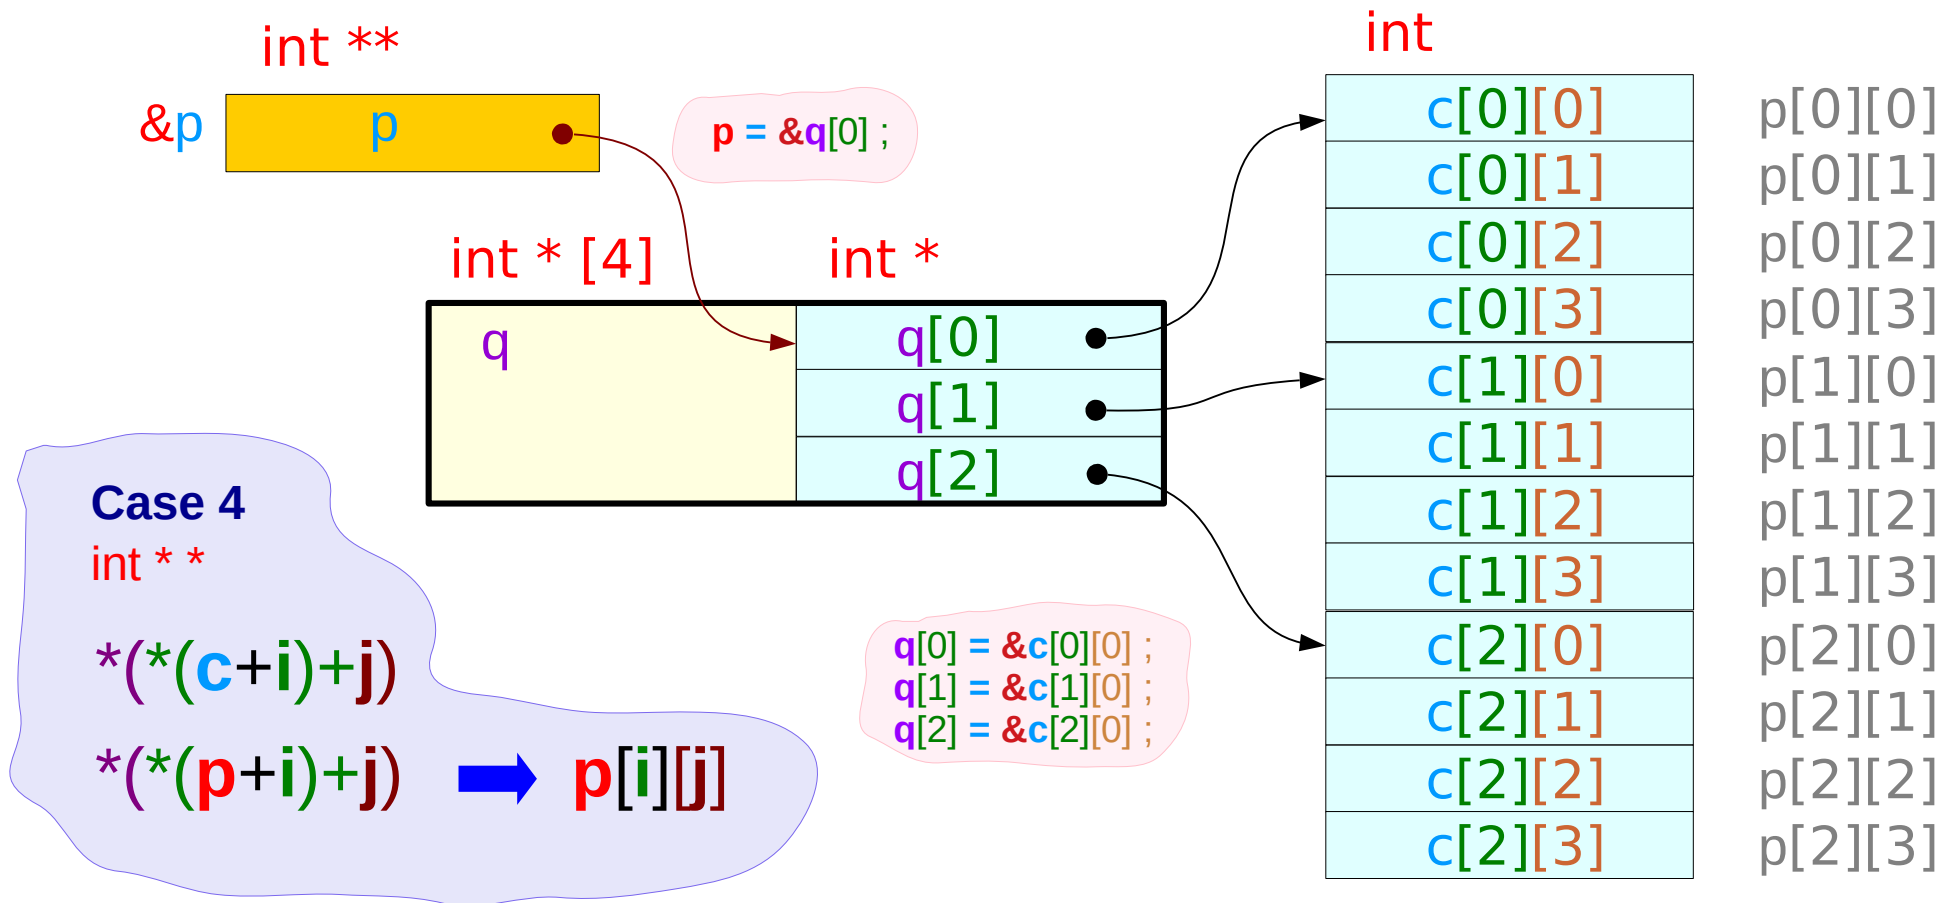 int **
&p
p
p = &q[0] ;
int * [4]
int *
q
q[0]
q[1]
q[2]
Case 4
int * *
*(*(c+i)+j)
*(*(p+i)+j)
p[i][j]
q[0] = &c[0][0] ;
q[1] = &c[1][0] ;
q[2] = &c[2][0] ;
int
c[0][0] p[0][0]
c[0][1] p[0][1]
c[0][2] p[0][2]
c[0][3] p[0][3]
c[1][0] p[1][0]
c[1][1] p[1][1]
c[1][2] p[1][2]
c[1][3] p[1][3]
c[2][0] p[2][0]
c[2][1] p[2][1]
c[2][2] p[2][2]
c[2][3] p[2][3]